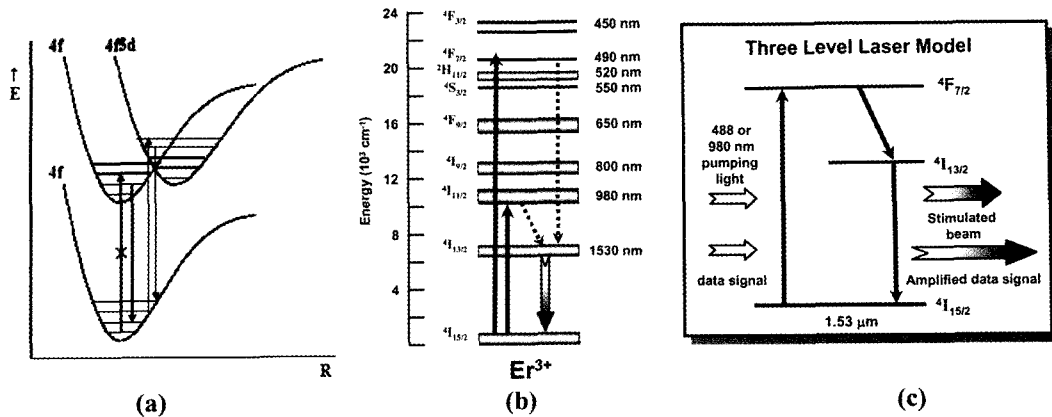 4f
4f5d
↑
E
4f
R
(a)
Energy (10³ cm⁻¹)
24
20
16
12
8
4
⁴F₃/₂
450 nm
⁴F₇/₂
490 nm
²H₁₁/₂
520 nm
⁴S₃/₂
550 nm
⁴F₉/₂
650 nm
⁴I₉/₂
800 nm
⁴I₁₁/₂
980 nm
⁴I₁₃/₂
1530 nm
⁴I₁₅/₂
Er³⁺
(b)
Three Level Laser Model
⁴F₇/₂
488 or
980 nm
pumping
light
⁴I₁₃/₂
Stimulated
beam
data signal
Amplified data signal
⁴I₁₅/₂
1.53 μm
(c)